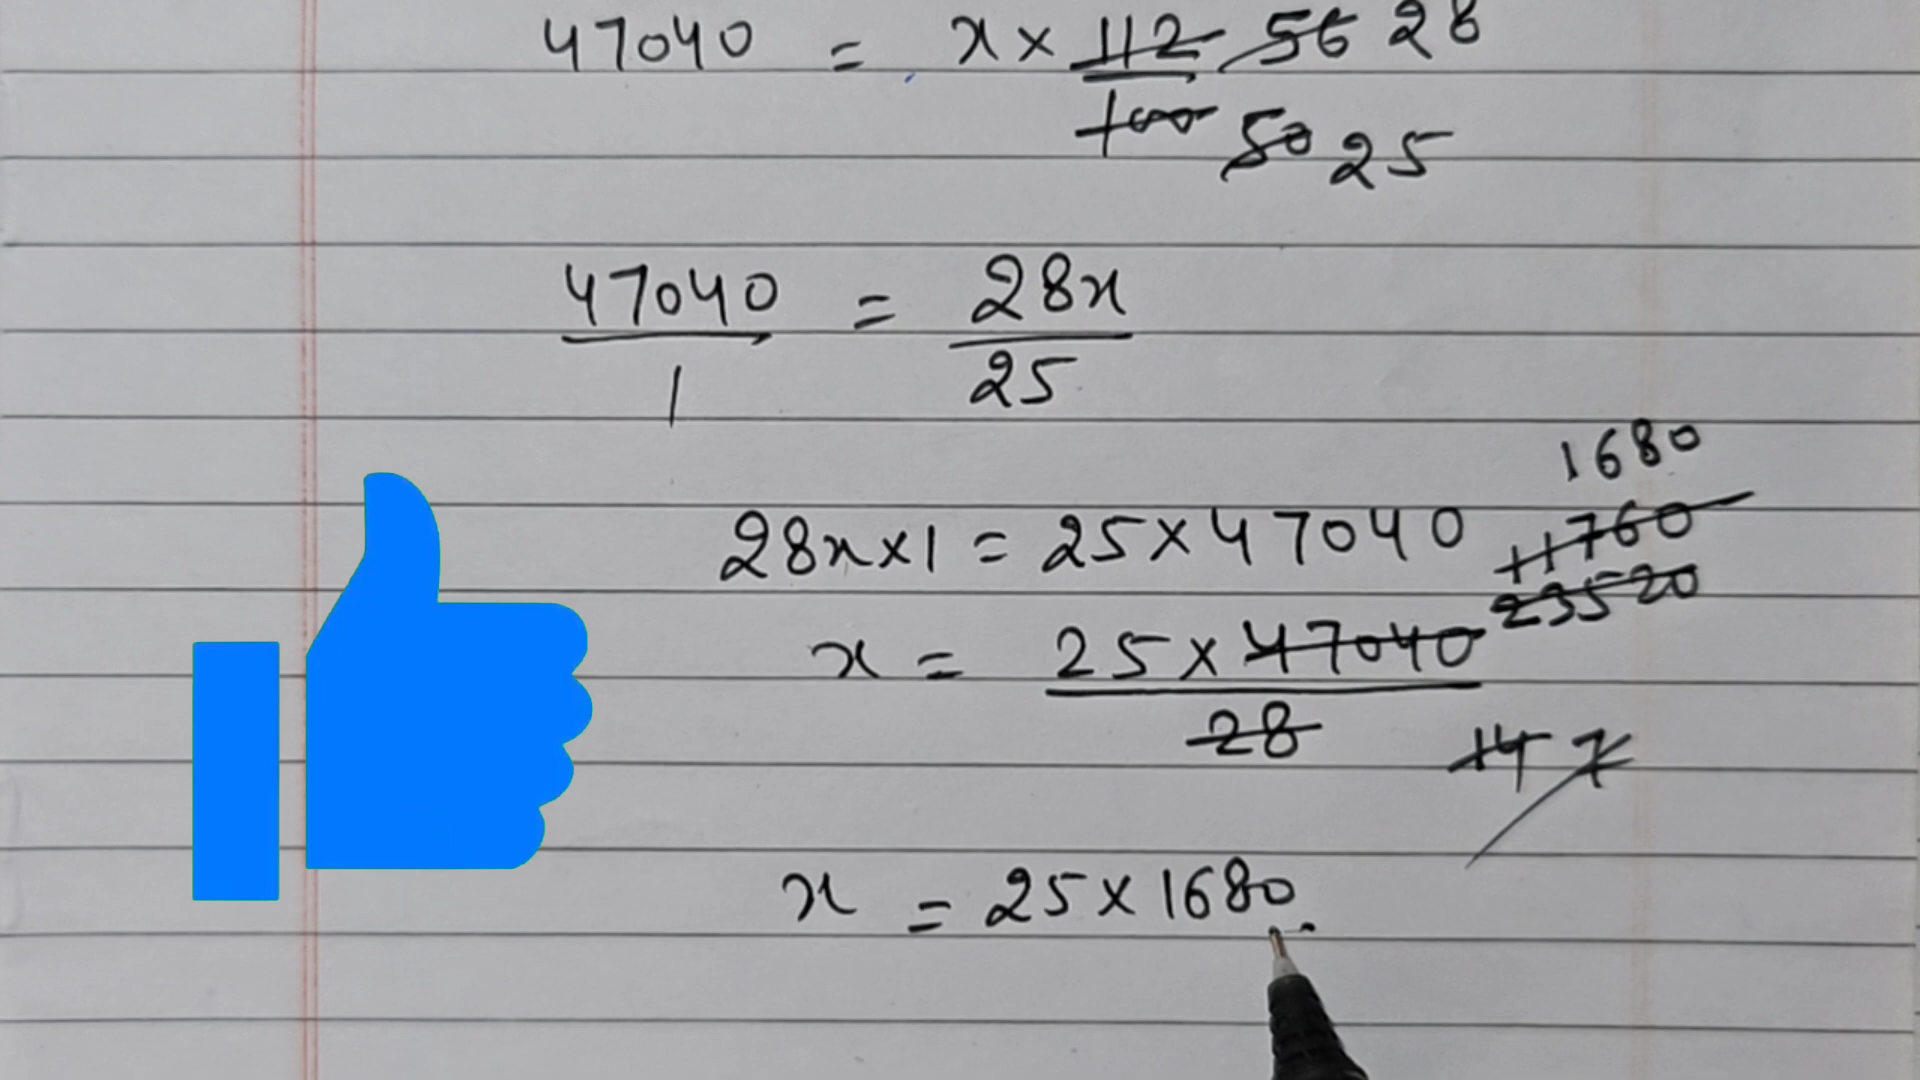 47040 = x × 112 56 28
100 50 25
47040 = 28x
1 25
1680
28x×1 = 25×47040 11760
23520
x = 25×47040
28 14 7
x = 25×1680.